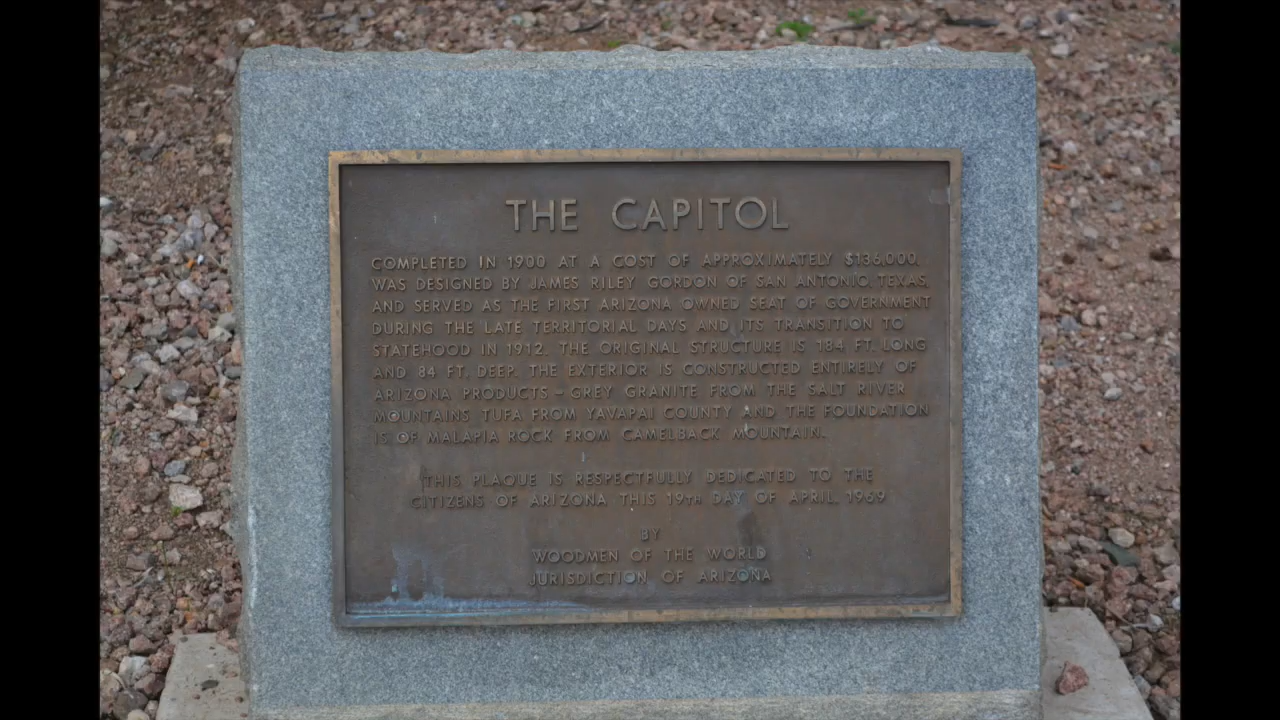 THE CAPITOL
COMPLETED IN 1900 AT A COST OF APPROXIMATELY $136,000,
WAS DESIGNED BY JAMES RILEY GORDON OF SAN ANTONIO, TEXAS,
AND SERVED AS THE FIRST ARIZONA OWNED SEAT OF GOVERNMENT
DURING THE LATE TERRITORIAL DAYS AND ITS TRANSITION TO
STATEHOOD IN 1912. THE ORIGINAL STRUCTURE IS 184 FT. LONG
AND 84 FT. DEEP. THE EXTERIOR IS CONSTRUCTED ENTIRELY OF
ARIZONA PRODUCTS – GREY GRANITE FROM THE SALT RIVER
MOUNTAINS, TUFA FROM YAVAPAI COUNTY AND THE FOUNDATION
IS OF MALAPIA ROCK FROM CAMELBACK MOUNTAIN.
THIS PLAQUE IS RESPECTFULLY DEDICATED TO THE
CITIZENS OF ARIZONA THIS 19TH DAY OF APRIL, 1969
BY
WOODMEN OF THE WORLD
JURISDICTION OF ARIZONA